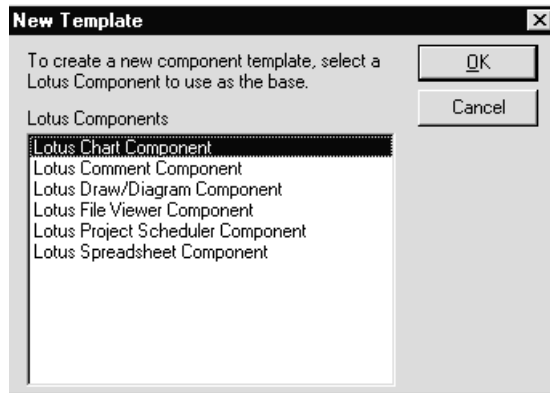 New Template
To create a new component template, select a
Lotus Component to use as the base.
OK
Cancel
Lotus Components
Lotus Chart Component
Lotus Comment Component
Lotus Draw/Diagram Component
Lotus File Viewer Component
Lotus Project Scheduler Component
Lotus Spreadsheet Component